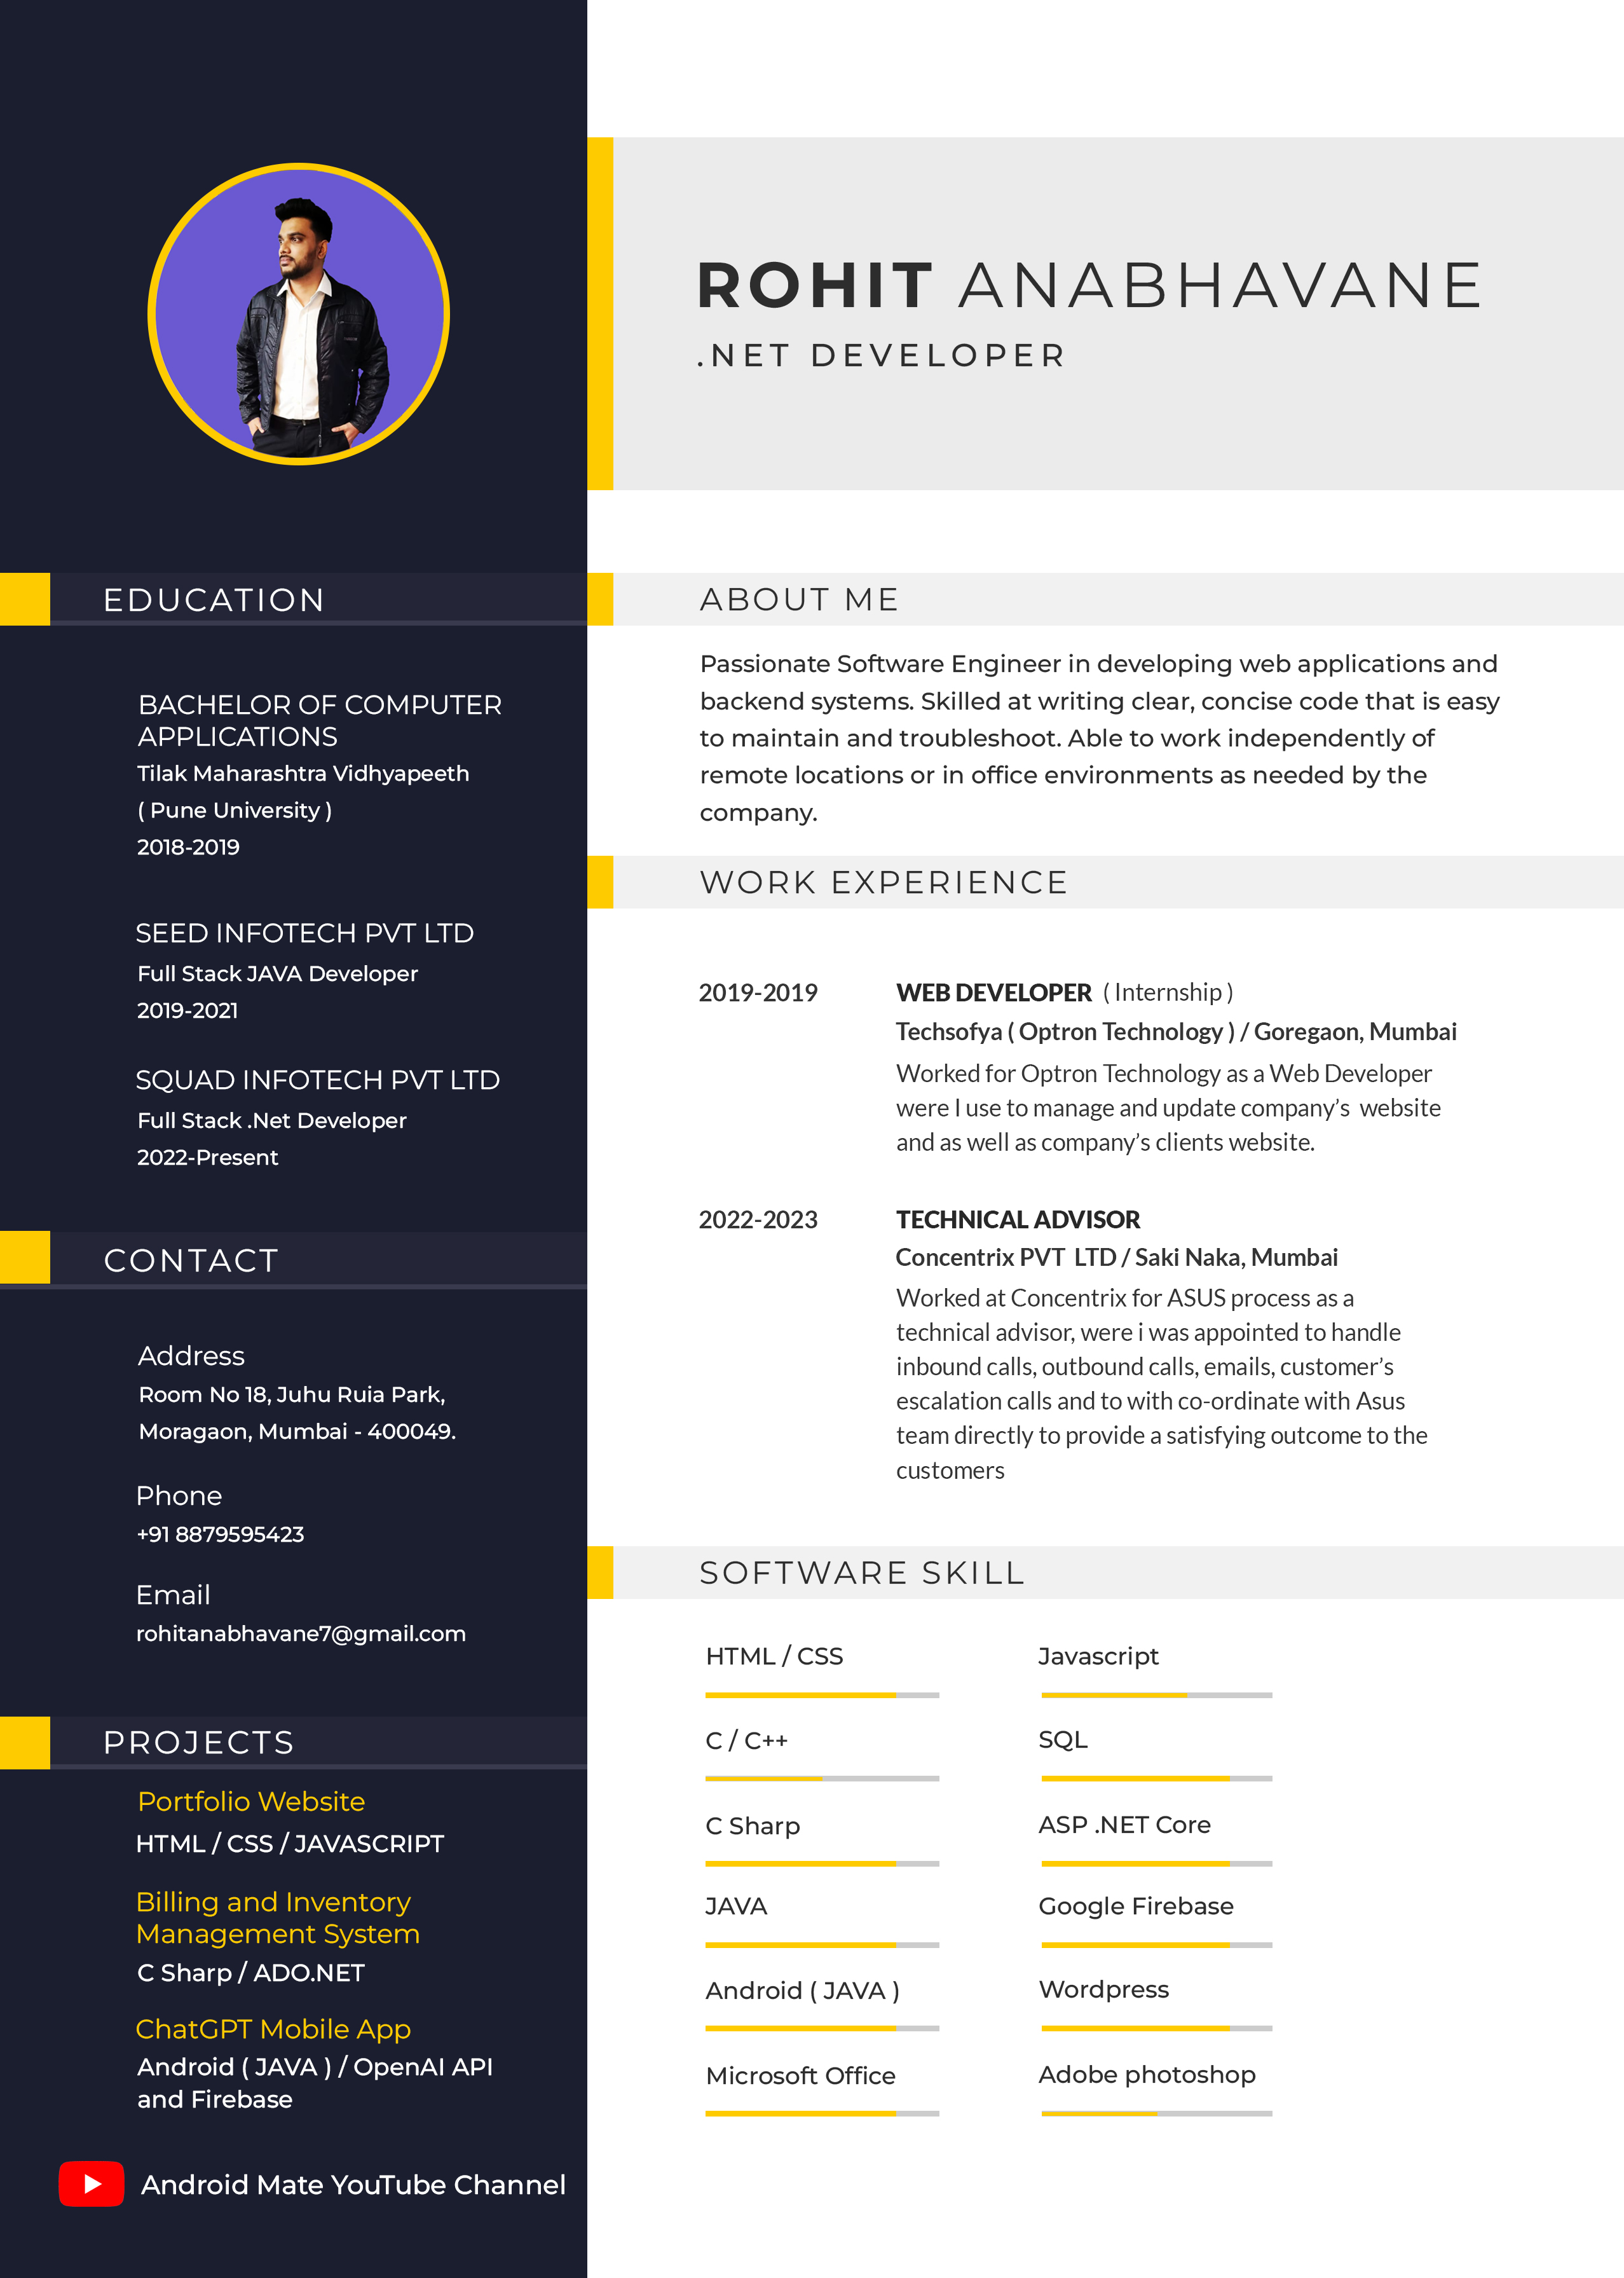 ROHIT ANABHAVANE
.NET DEVELOPER
EDUCATION
BACHELOR OF COMPUTER
APPLICATIONS
Tilak Maharashtra Vidhyapeeth
( Pune University )
2018-2019
SEED INFOTECH PVT LTD
Full Stack JAVA Developer
2019-2021
SQUAD INFOTECH PVT LTD
Full Stack .Net Developer
2022-Present
CONTACT
Address
Room No 18, Juhu Ruia Park,
Moragaon, Mumbai - 400049.
Phone
+91 8879595423
Email
rohitanabhavane7@gmail.com
PROJECTS
Portfolio Website
HTML / CSS / JAVASCRIPT
Billing and Inventory
Management System
C Sharp / ADO.NET
ChatGPT Mobile App
Android ( JAVA ) / OpenAI API
and Firebase
Android Mate YouTube Channel
ABOUT ME
Passionate Software Engineer in developing web applications and
backend systems. Skilled at writing clear, concise code that is easy
to maintain and troubleshoot. Able to work independently of
remote locations or in office environments as needed by the
company.
WORK EXPERIENCE
2019-2019 WEB DEVELOPER ( Internship )
Techsofya ( Optron Technology ) / Goregaon, Mumbai
Worked for Optron Technology as a Web Developer
were I use to manage and update company’s website
and as well as company’s clients website.
2022-2023 TECHNICAL ADVISOR
Concentrix PVT LTD / Saki Naka, Mumbai
Worked at Concentrix for ASUS process as a
technical advisor, were i was appointed to handle
inbound calls, outbound calls, emails, customer’s
escalation calls and to with co-ordinate with Asus
team directly to provide a satisfying outcome to the
customers
SOFTWARE SKILL
HTML / CSS Javascript
C / C++ SQL
C Sharp ASP .NET Core
JAVA Google Firebase
Android ( JAVA ) Wordpress
Microsoft Office Adobe photoshop